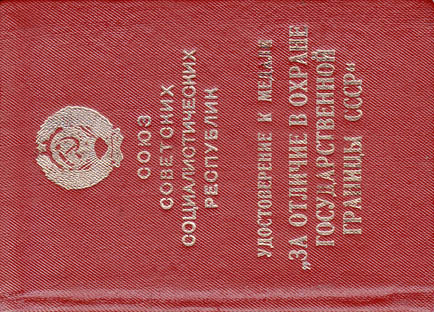 СОЮЗ
СОВЕТСКИХ
СОЦИАЛИСТИЧЕСКИХ
РЕСПУБЛИК
УДОСТОВЕРЕНИЕ К МЕДАЛИ
„ЗА ОТЛИЧИЕ В ОХРАНЕ
ГОСУДАРСТВЕННОЙ
ГРАНИЦЫ СССР“